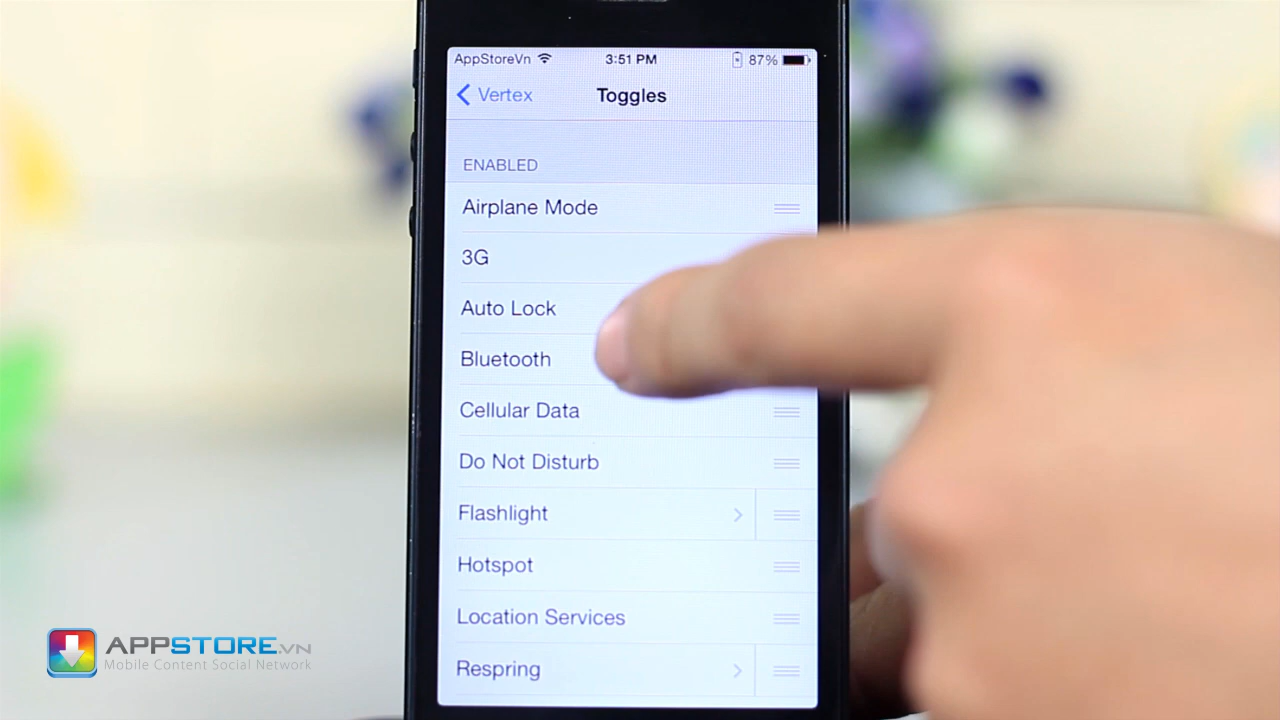 AppStoreVn 3:51 PM 87%
Vertex Toggles
ENABLED
Airplane Mode
3G
Auto Lock
Bluetooth
Cellular Data
Do Not Disturb
Flashlight
Hotspot
Location Services
Respring
APPSTORE.VN
Mobile Content Social Network